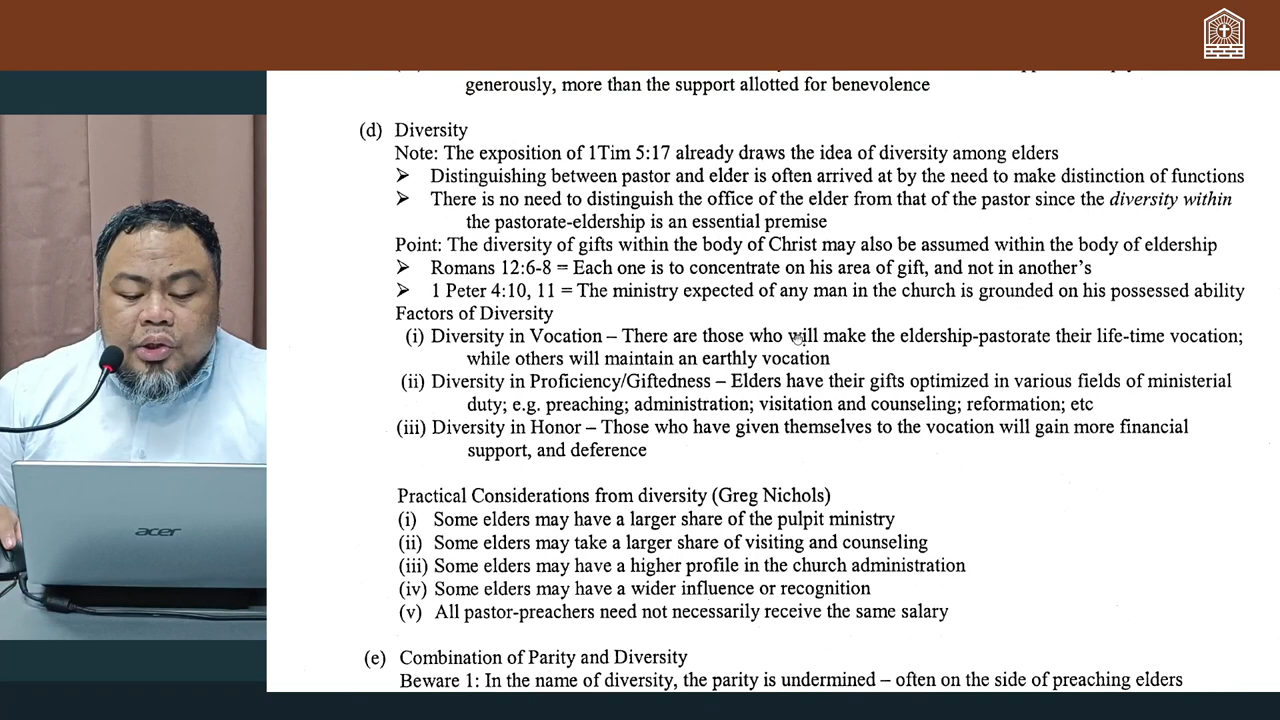 generously, more than the support allotted for benevolence
(d) Diversity
Note: The exposition of 1Tim 5:17 already draws the idea of diversity among elders
➢ Distinguishing between pastor and elder is often arrived at by the need to make distinction of functions
➢ There is no need to distinguish the office of the elder from that of the pastor since the diversity within
the pastorate-eldership is an essential premise
Point: The diversity of gifts within the body of Christ may also be assumed within the body of eldership
➢ Romans 12:6-8 = Each one is to concentrate on his area of gift, and not in another's
➢ 1 Peter 4:10, 11 = The ministry expected of any man in the church is grounded on his possessed ability
Factors of Diversity
(i) Diversity in Vocation – There are those who will make the eldership-pastorate their life-time vocation;
while others will maintain an earthly vocation
(ii) Diversity in Proficiency/Giftedness – Elders have their gifts optimized in various fields of ministerial
duty; e.g. preaching; administration; visitation and counseling; reformation; etc
(iii) Diversity in Honor – Those who have given themselves to the vocation will gain more financial
support, and deference
Practical Considerations from diversity (Greg Nichols)
(i) Some elders may have a larger share of the pulpit ministry
(ii) Some elders may take a larger share of visiting and counseling
(iii) Some elders may have a higher profile in the church administration
(iv) Some elders may have a wider influence or recognition
(v) All pastor-preachers need not necessarily receive the same salary
(e) Combination of Parity and Diversity
Beware 1: In the name of diversity, the parity is undermined – often on the side of preaching elders
acer